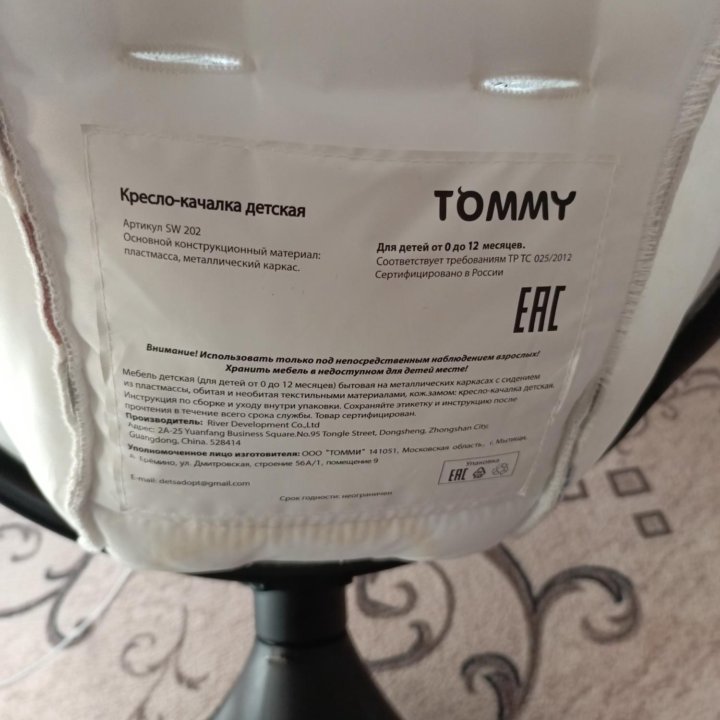 TOMMY
Кресло-качалка детская
Артикул SW 202
Основной конструкционный материал:
пластмасса, металлический каркас.
Для детей от 0 до 12 месяцев.
Соответствует требованиям ТР ТС 025/2012
Сертифицировано в России
EAC
Внимание! Использовать только под непосредственным наблюдением взрослых!
Хранить мебель в недоступном для детей месте!
Мебель детская (для детей от 0 до 12 месяцев) бытовая на металлических каркасах с сидением
из пластмассы, обитая и необитая текстильными материалами, кож.замом: кресло-качалка детская.
Инструкция по сборке и уходу внутри упаковки. Сохраняйте этикетку и инструкцию после
прочтения в течение всего срока службы. Товар сертифицирован.
Производитель: River Development Co.,Ltd
Адрес: 2A-25 Yuanfang Business Square.No.95 Tongle Street, Dongsheng, Zhongshan City.
Guangdong, China. 528414
Уполномоченное лицо изготовителя: ООО "ТОММИ" 141051, Московская область, г. Мытищи,
д. Ерёмино, ул. Дмитровская, строение 56А/1, помещение 9
E-mail: detsadopt@gmail.com
Упаковка
EAC
Срок годности: неограничен